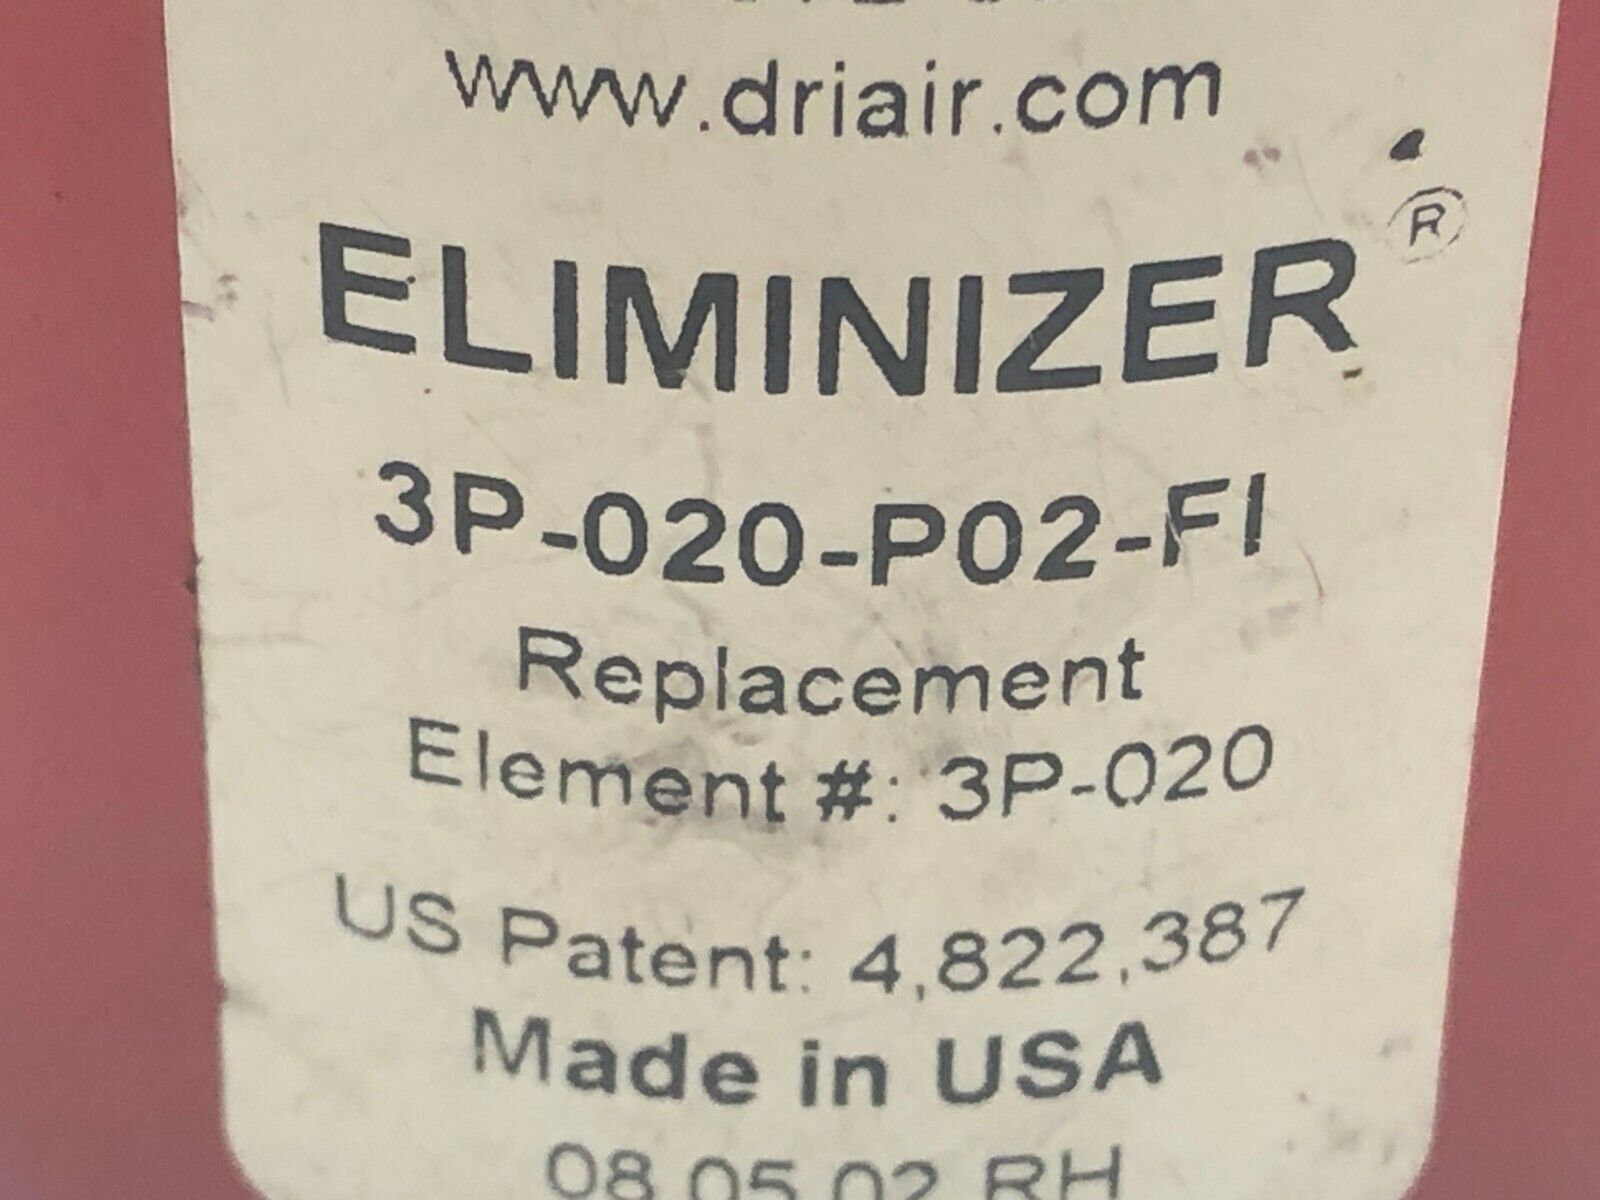 www.driair.com
ELIMINIZER®
3P-020-P02-FI
Replacement
Element #: 3P-020
US Patent: 4,822,387
Made in USA
08 05 02 RH